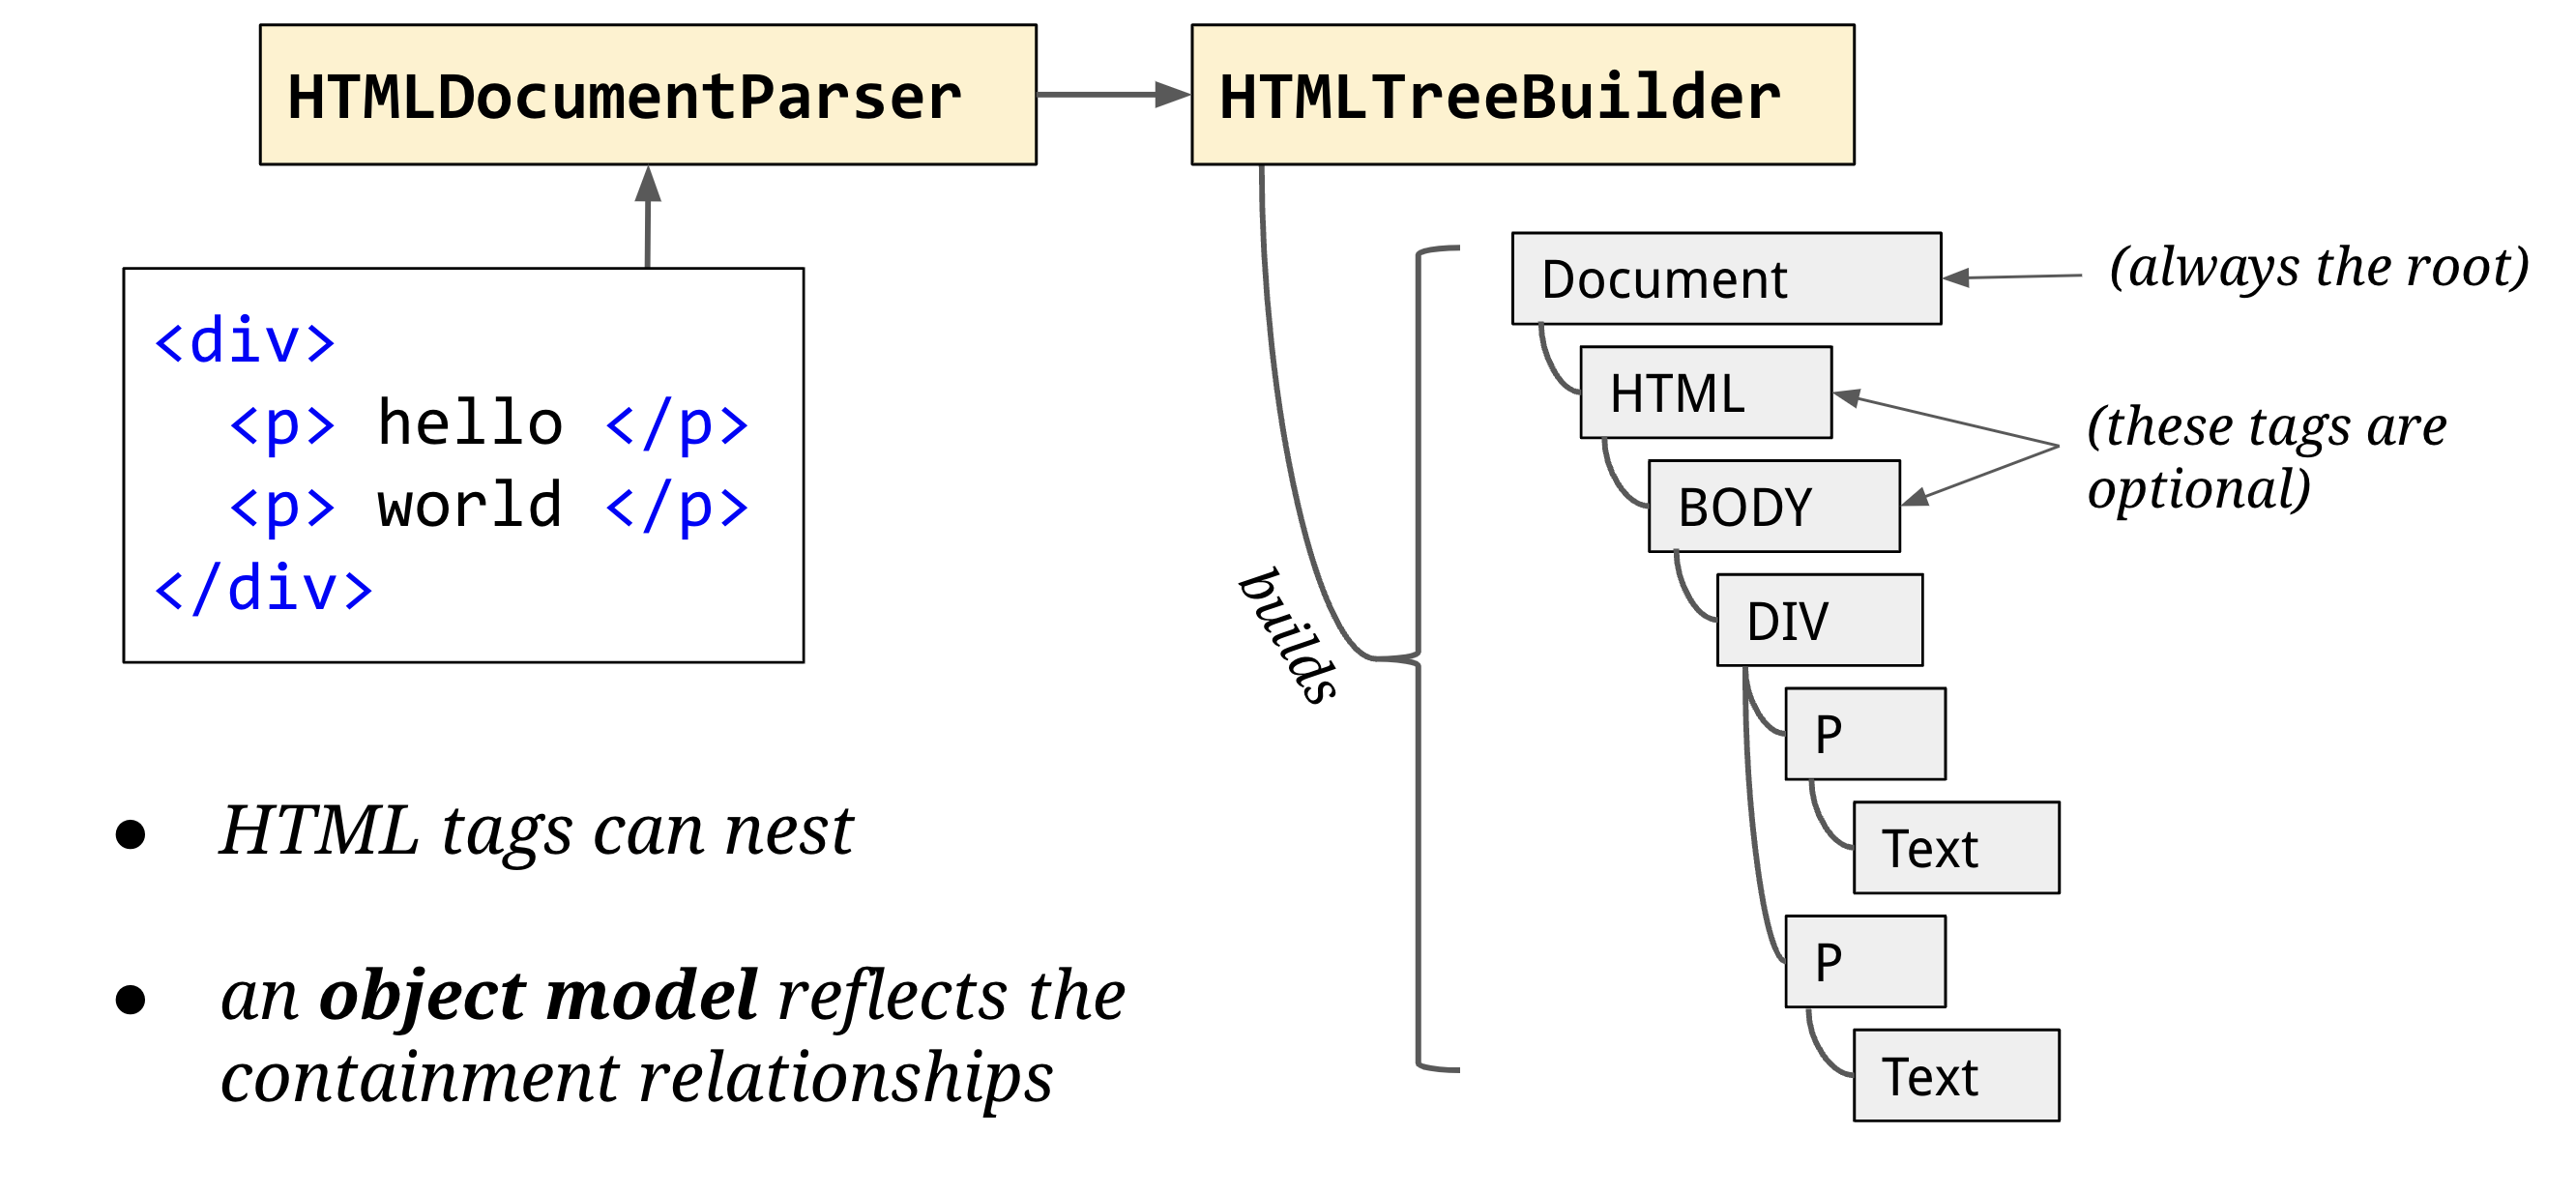 HTMLDocumentParser
HTMLTreeBuilder
<div>
<p> hello </p>
<p> world </p>
</div>
HTML tags can nest
an object model reflects the
containment relationships
builds
Document
(always the root)
HTML
(these tags are
optional)
BODY
DIV
P
Text
P
Text